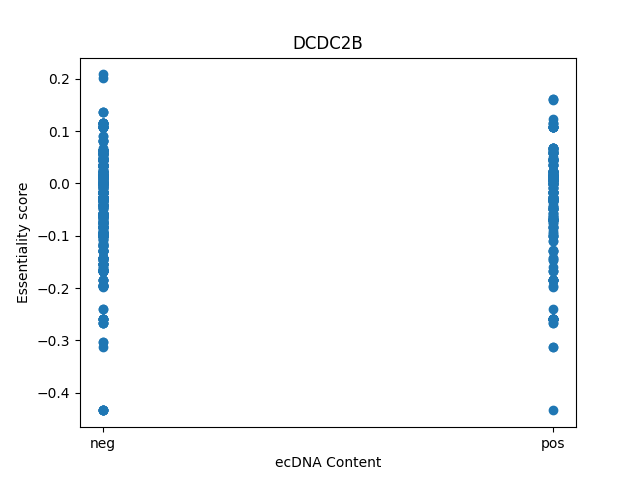 DCDC2B
Essentiality score
0.2
0.1
0.0
−0.1
−0.2
−0.3
−0.4
neg
pos
ecDNA Content